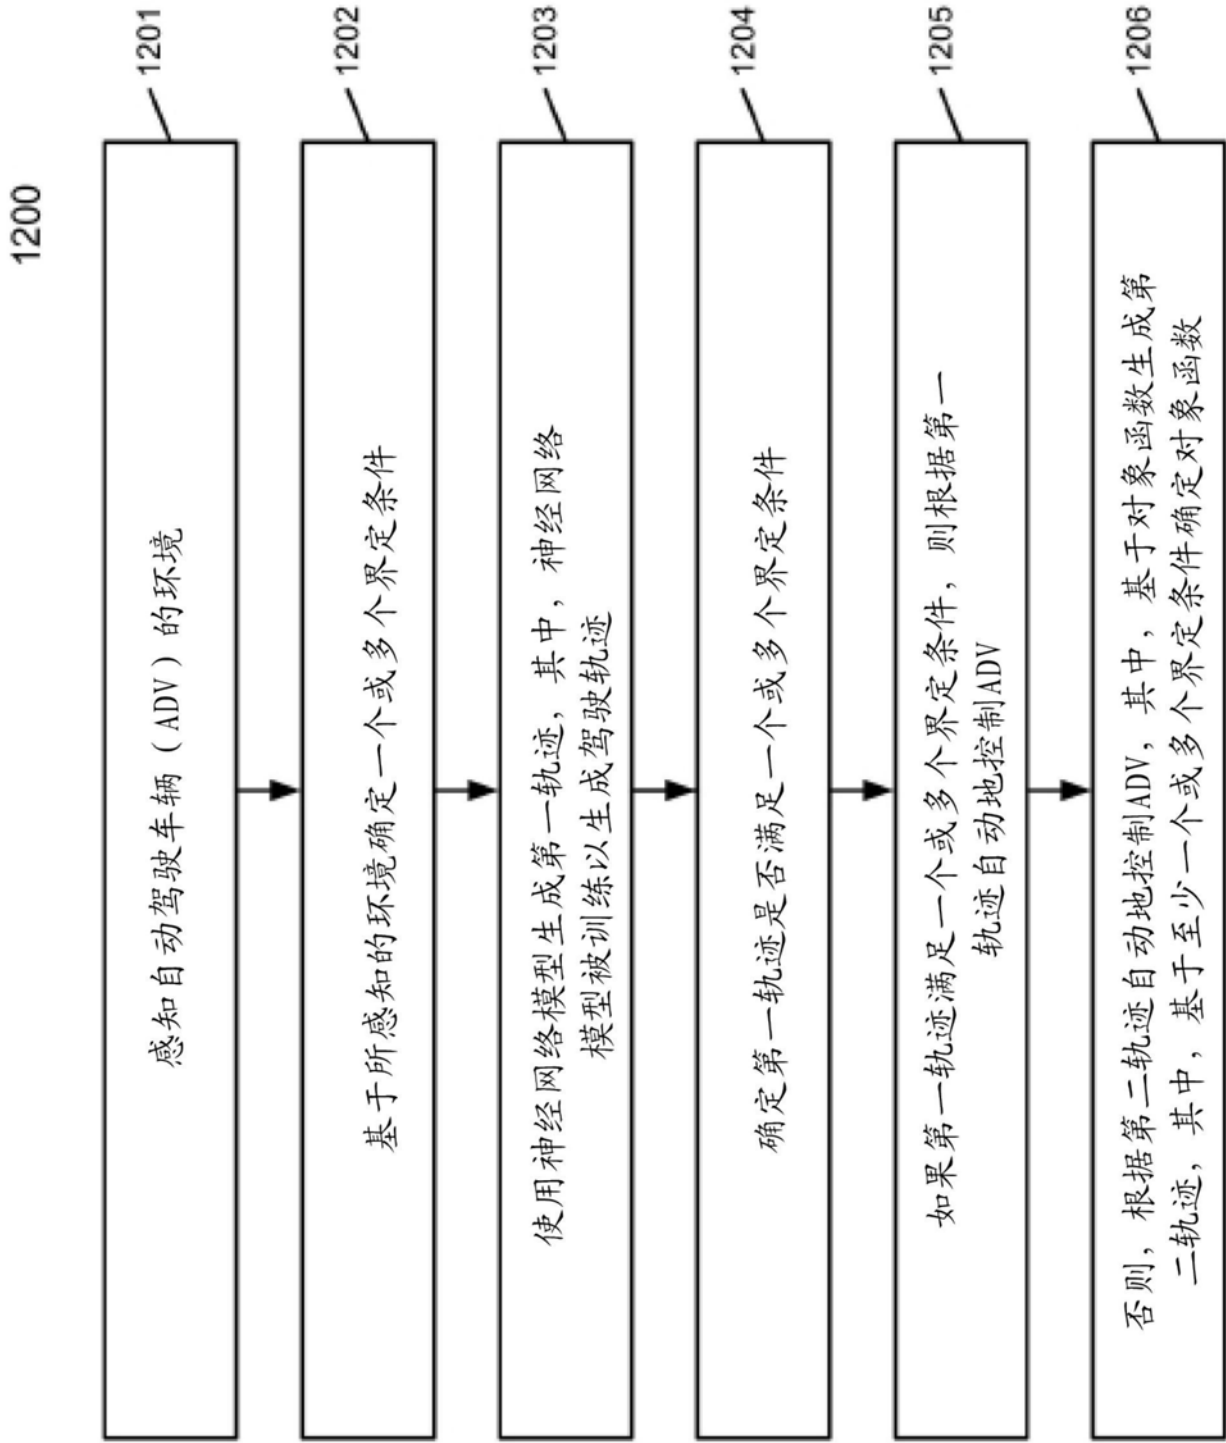 1200
感知自动驾驶车辆（ADV）的环境
1201
基于所感知的环境确定一个或多个界定条件
1202
使用神经网络模型生成第一轨迹，其中，神经网络
模型被训练以生成驾驶轨迹
1203
确定第一轨迹是否满足一个或多个界定条件
1204
如果第一轨迹满足一个或多个界定条件，则根据第一
轨迹自动地控制ADV
1205
否则，根据第二轨迹自动地控制ADV，其中，基于对象函数生成第
二轨迹，其中，基于至少一个或多个界定条件确定对象函数
1206